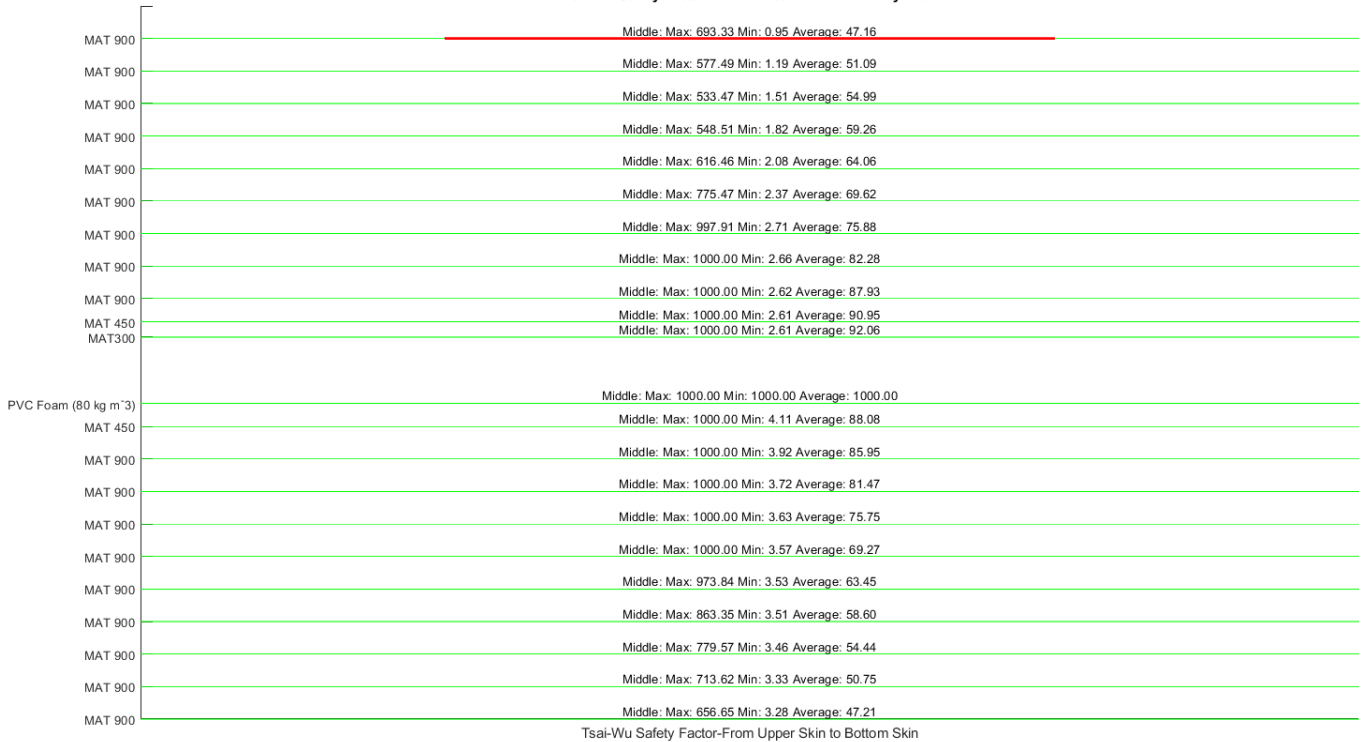 MAT 900 Middle: Max: 693.33 Min: 0.95 Average: 47.16
MAT 900 Middle: Max: 577.49 Min: 1.19 Average: 51.09
MAT 900 Middle: Max: 533.47 Min: 1.51 Average: 54.99
MAT 900 Middle: Max: 548.51 Min: 1.82 Average: 59.26
MAT 900 Middle: Max: 616.46 Min: 2.08 Average: 64.06
MAT 900 Middle: Max: 775.47 Min: 2.37 Average: 69.62
MAT 900 Middle: Max: 997.91 Min: 2.71 Average: 75.88
MAT 900 Middle: Max: 1000.00 Min: 2.66 Average: 82.28
MAT 900 Middle: Max: 1000.00 Min: 2.62 Average: 87.93
MAT 450 Middle: Max: 1000.00 Min: 2.61 Average: 90.95
MAT300 Middle: Max: 1000.00 Min: 2.61 Average: 92.06
PVC Foam (80 kg mˆ3) Middle: Max: 1000.00 Min: 1000.00 Average: 1000.00
MAT 450 Middle: Max: 1000.00 Min: 4.11 Average: 88.08
MAT 900 Middle: Max: 1000.00 Min: 3.92 Average: 85.95
MAT 900 Middle: Max: 1000.00 Min: 3.72 Average: 81.47
MAT 900 Middle: Max: 1000.00 Min: 3.63 Average: 75.75
MAT 900 Middle: Max: 1000.00 Min: 3.57 Average: 69.27
MAT 900 Middle: Max: 973.84 Min: 3.53 Average: 63.45
MAT 900 Middle: Max: 863.35 Min: 3.51 Average: 58.60
MAT 900 Middle: Max: 779.57 Min: 3.46 Average: 54.44
MAT 900 Middle: Max: 713.62 Min: 3.33 Average: 50.75
MAT 900 Middle: Max: 656.65 Min: 3.28 Average: 47.21
Tsai-Wu Safety Factor-From Upper Skin to Bottom Skin